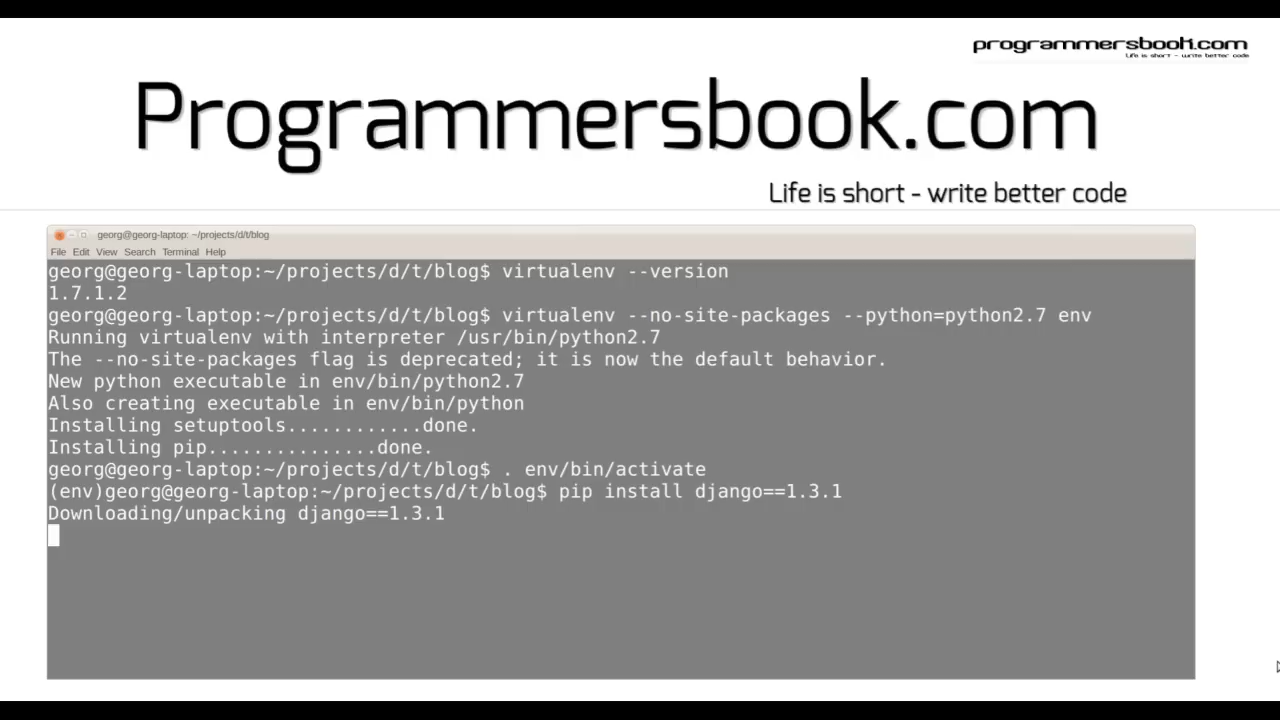 programmersbook.com
Life is short - write better code
Programmersbook.com
Life is short - write better code
georg@georg-laptop: ~/projects/d/t/blog
File Edit View Search Terminal Help
georg@georg-laptop:~/projects/d/t/blog$ virtualenv --version
1.7.1.2
georg@georg-laptop:~/projects/d/t/blog$ virtualenv --no-site-packages --python=python2.7 env
Running virtualenv with interpreter /usr/bin/python2.7
The --no-site-packages flag is deprecated; it is now the default behavior.
New python executable in env/bin/python2.7
Also creating executable in env/bin/python
Installing setuptools............done.
Installing pip...............done.
georg@georg-laptop:~/projects/d/t/blog$ . env/bin/activate
(env)georg@georg-laptop:~/projects/d/t/blog$ pip install django==1.3.1
Downloading/unpacking django==1.3.1